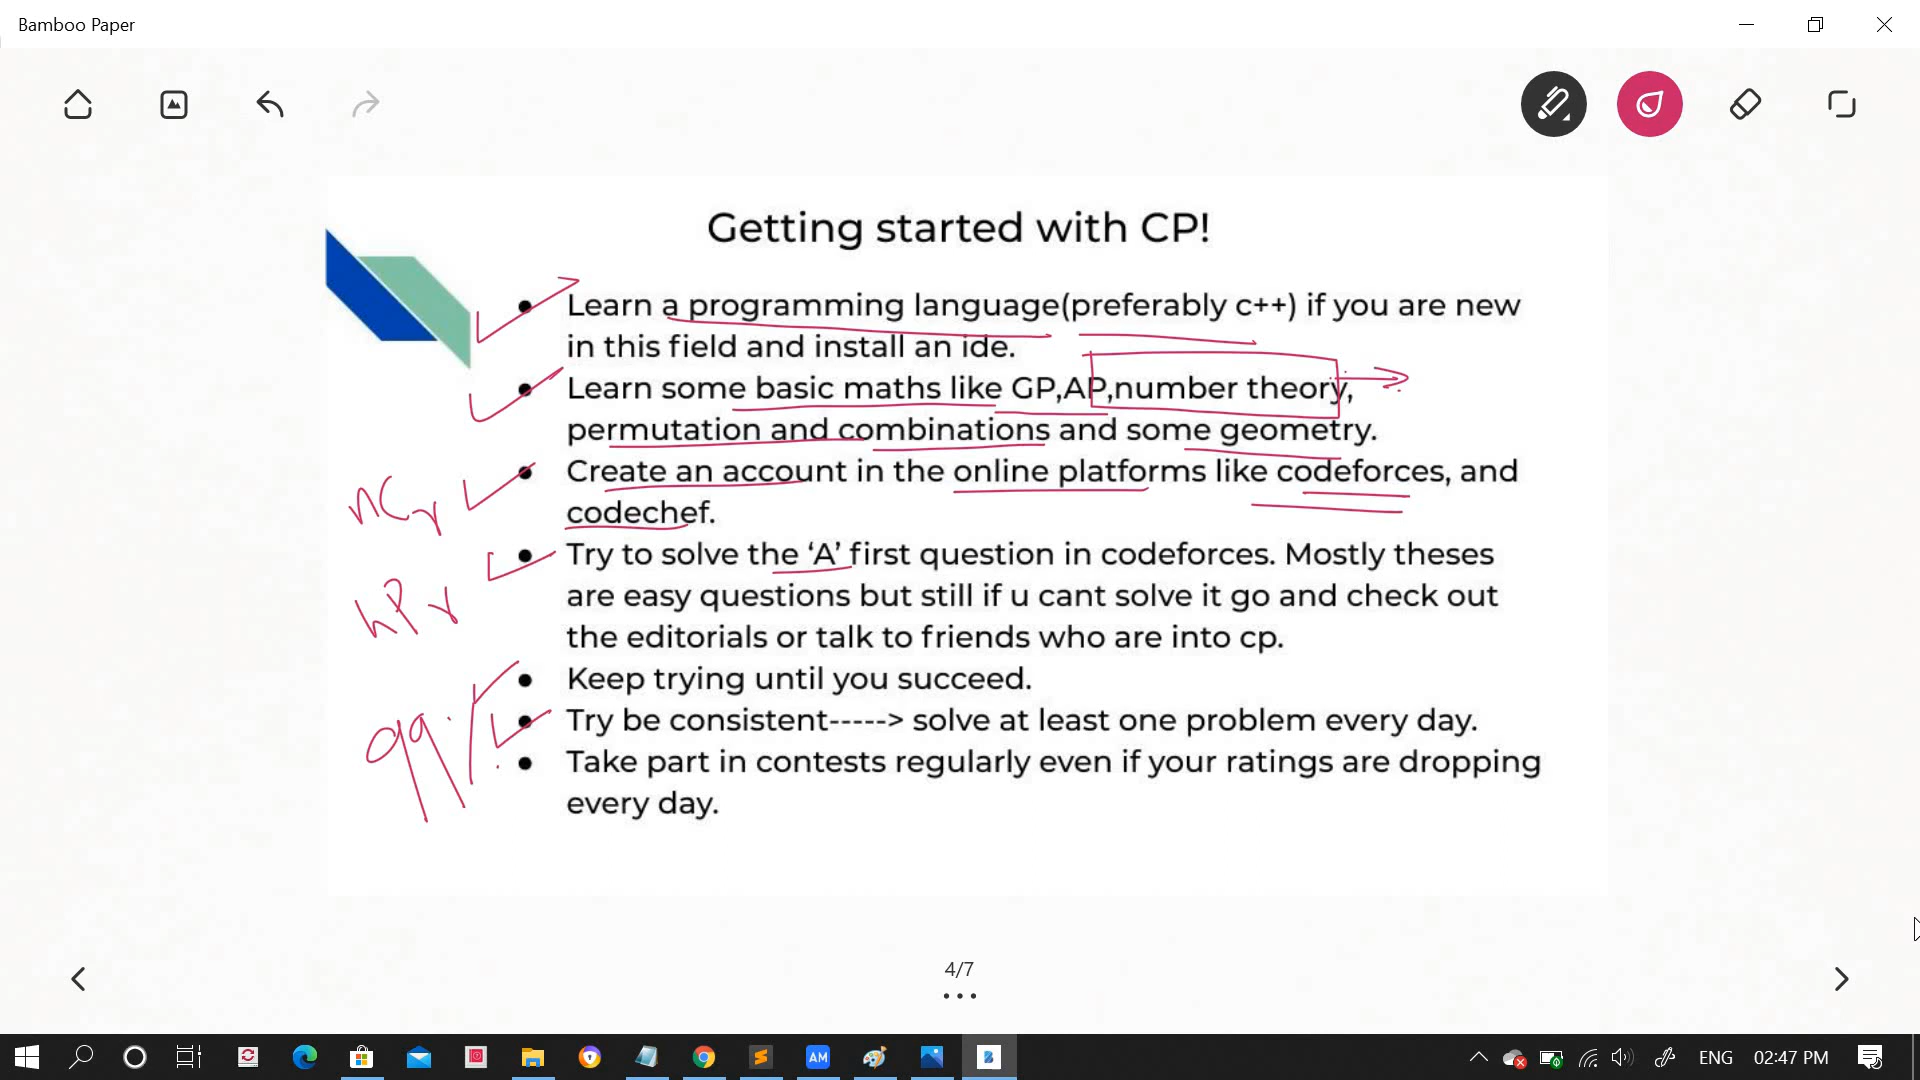 Bamboo Paper
Getting started with CP!
● Learn a programming language(preferably c++) if you are new
in this field and install an ide.
● Learn some basic maths like GP,AP,number theory,
permutation and combinations and some geometry.
● Create an account in the online platforms like codeforces, and
codechef.
● Try to solve the ‘A’ first question in codeforces. Mostly theses
are easy questions but still if u cant solve it go and check out
the editorials or talk to friends who are into cp.
● Keep trying until you succeed.
● Try be consistent-----> solve at least one problem every day.
● Take part in contests regularly even if your ratings are dropping
every day.
nCr
nPr
99%
4/7
AM
ENG 02:47 PM